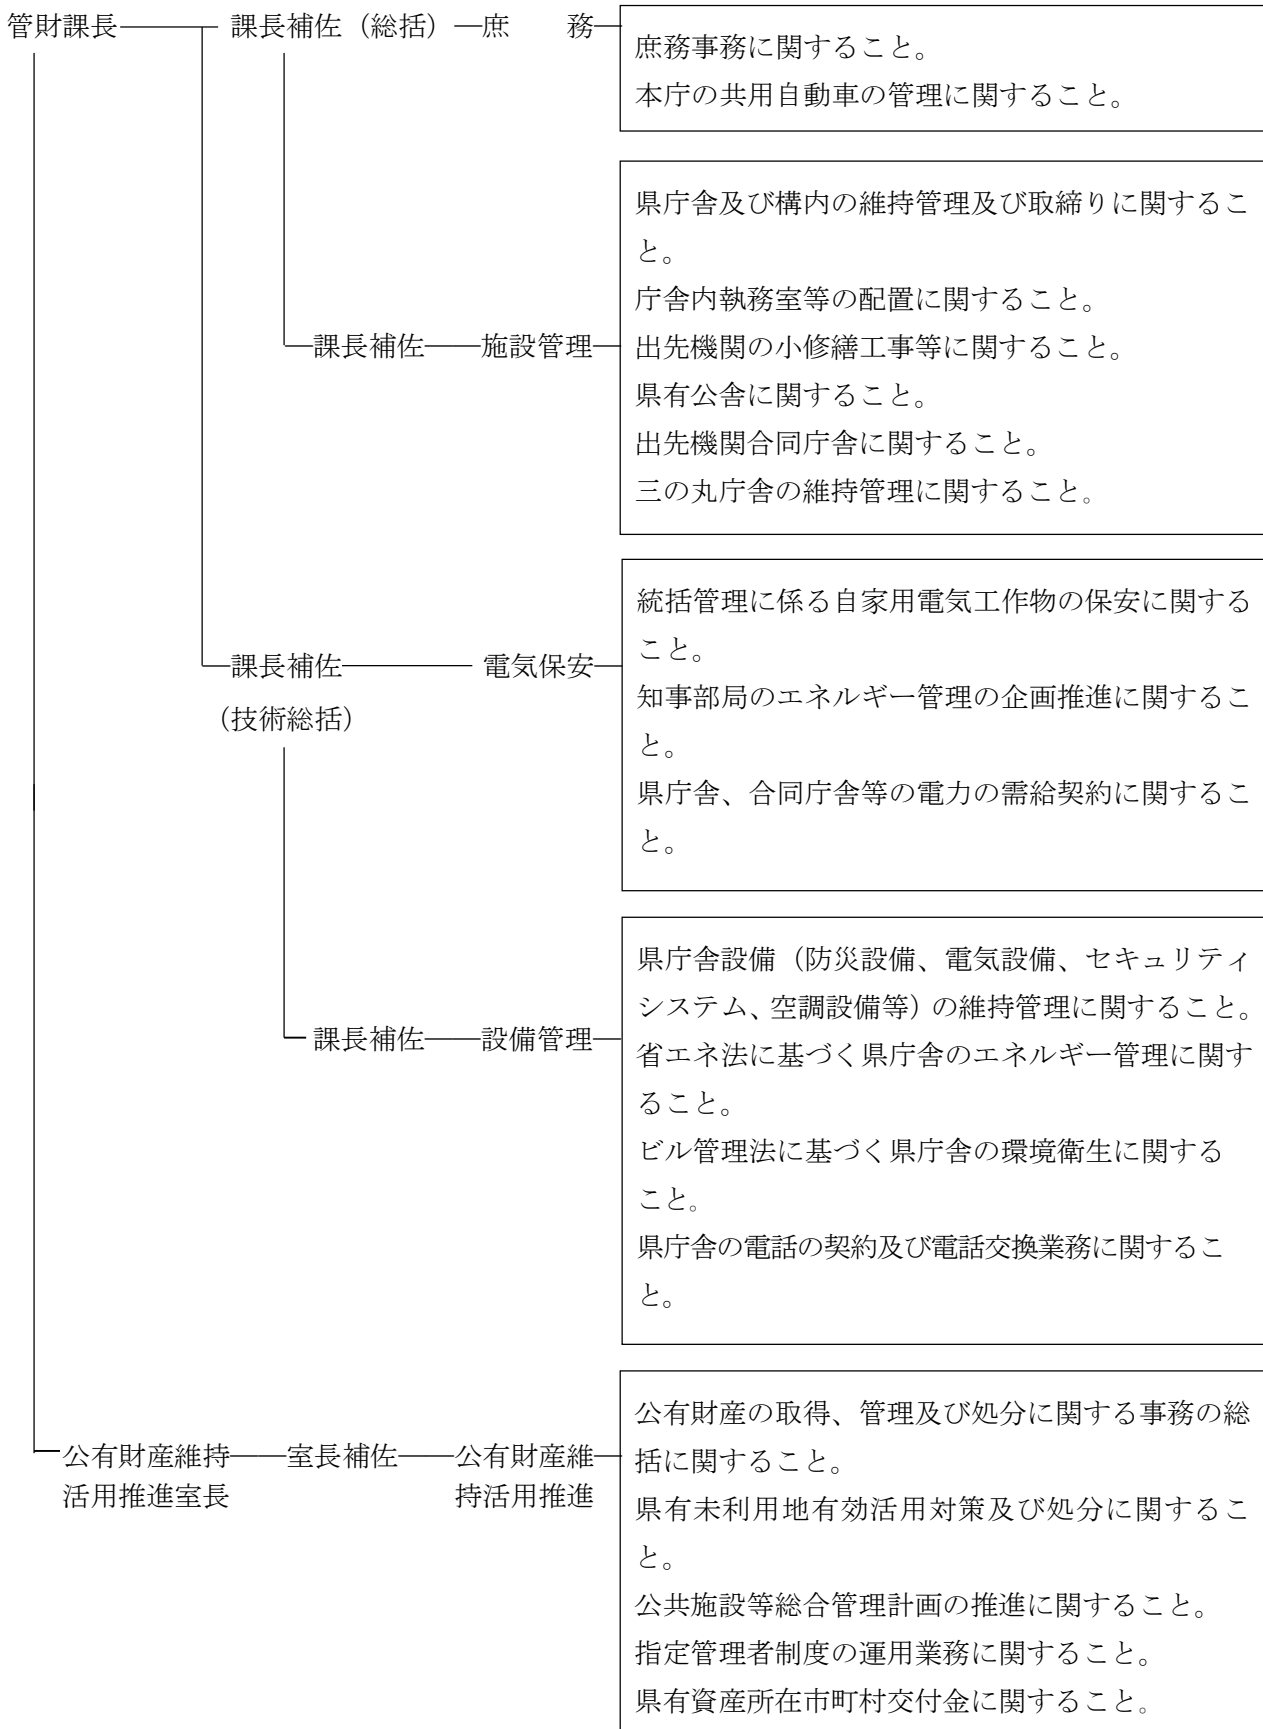 管財課長 課長補佐（総括） 庶　　務
庶務事務に関すること。
本庁の共用自動車の管理に関すること。
県庁舎及び構内の維持管理及び取締りに関するこ
と。
庁舎内執務室等の配置に関すること。
課長補佐 施設管理 出先機関の小修繕工事等に関すること。
県有公舎に関すること。
出先機関合同庁舎に関すること。
三の丸庁舎の維持管理に関すること。
統括管理に係る自家用電気工作物の保安に関する
こと。
課長補佐 電気保安
（技術総括）
知事部局のエネルギー管理の企画推進に関するこ
と。
県庁舎、合同庁舎等の電力の需給契約に関するこ
と。
県庁舎設備（防災設備、電気設備、セキュリティ
システム、空調設備等）の維持管理に関すること。
課長補佐 設備管理
省エネ法に基づく県庁舎のエネルギー管理に関す
ること。
ビル管理法に基づく県庁舎の環境衛生に関する
こと。
県庁舎の電話の契約及び電話交換業務に関するこ
と。
公有財産維持
活用推進室長
室長補佐
公有財産維
持活用推進
公有財産の取得、管理及び処分に関する事務の総
括に関すること。
県有未利用地有効活用対策及び処分に関するこ
と。
公共施設等総合管理計画の推進に関すること。
指定管理者制度の運用業務に関すること。
県有資産所在市町村交付金に関すること。